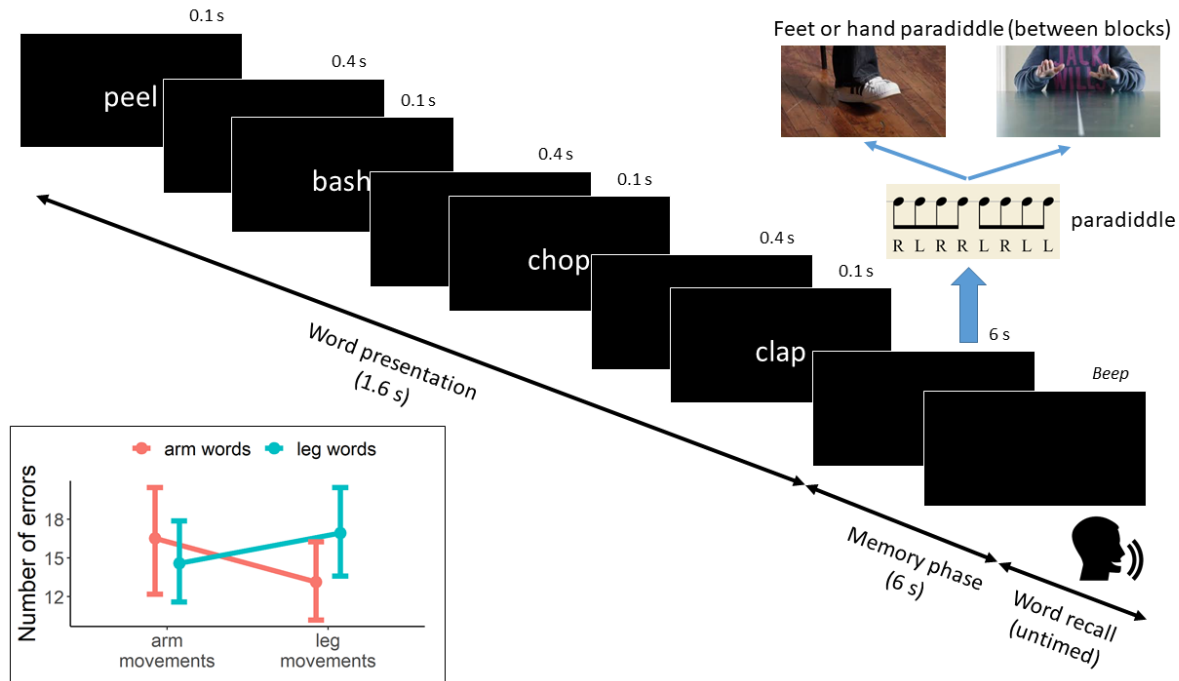 0.1 s
peel
0.4 s
0.1 s
bash
0.4 s
0.1 s
chop
0.4 s
0.1 s
clap
6 s
Beep
Word presentation
(1.6 s)
Memory phase
(6 s)
Word recall
(untimed)
Feet or hand paradiddle (between blocks)
JACK
WILLS
paradiddle
R L R R L R L L
arm words leg words
Number of errors
18
15
12
arm
movements
leg
movements